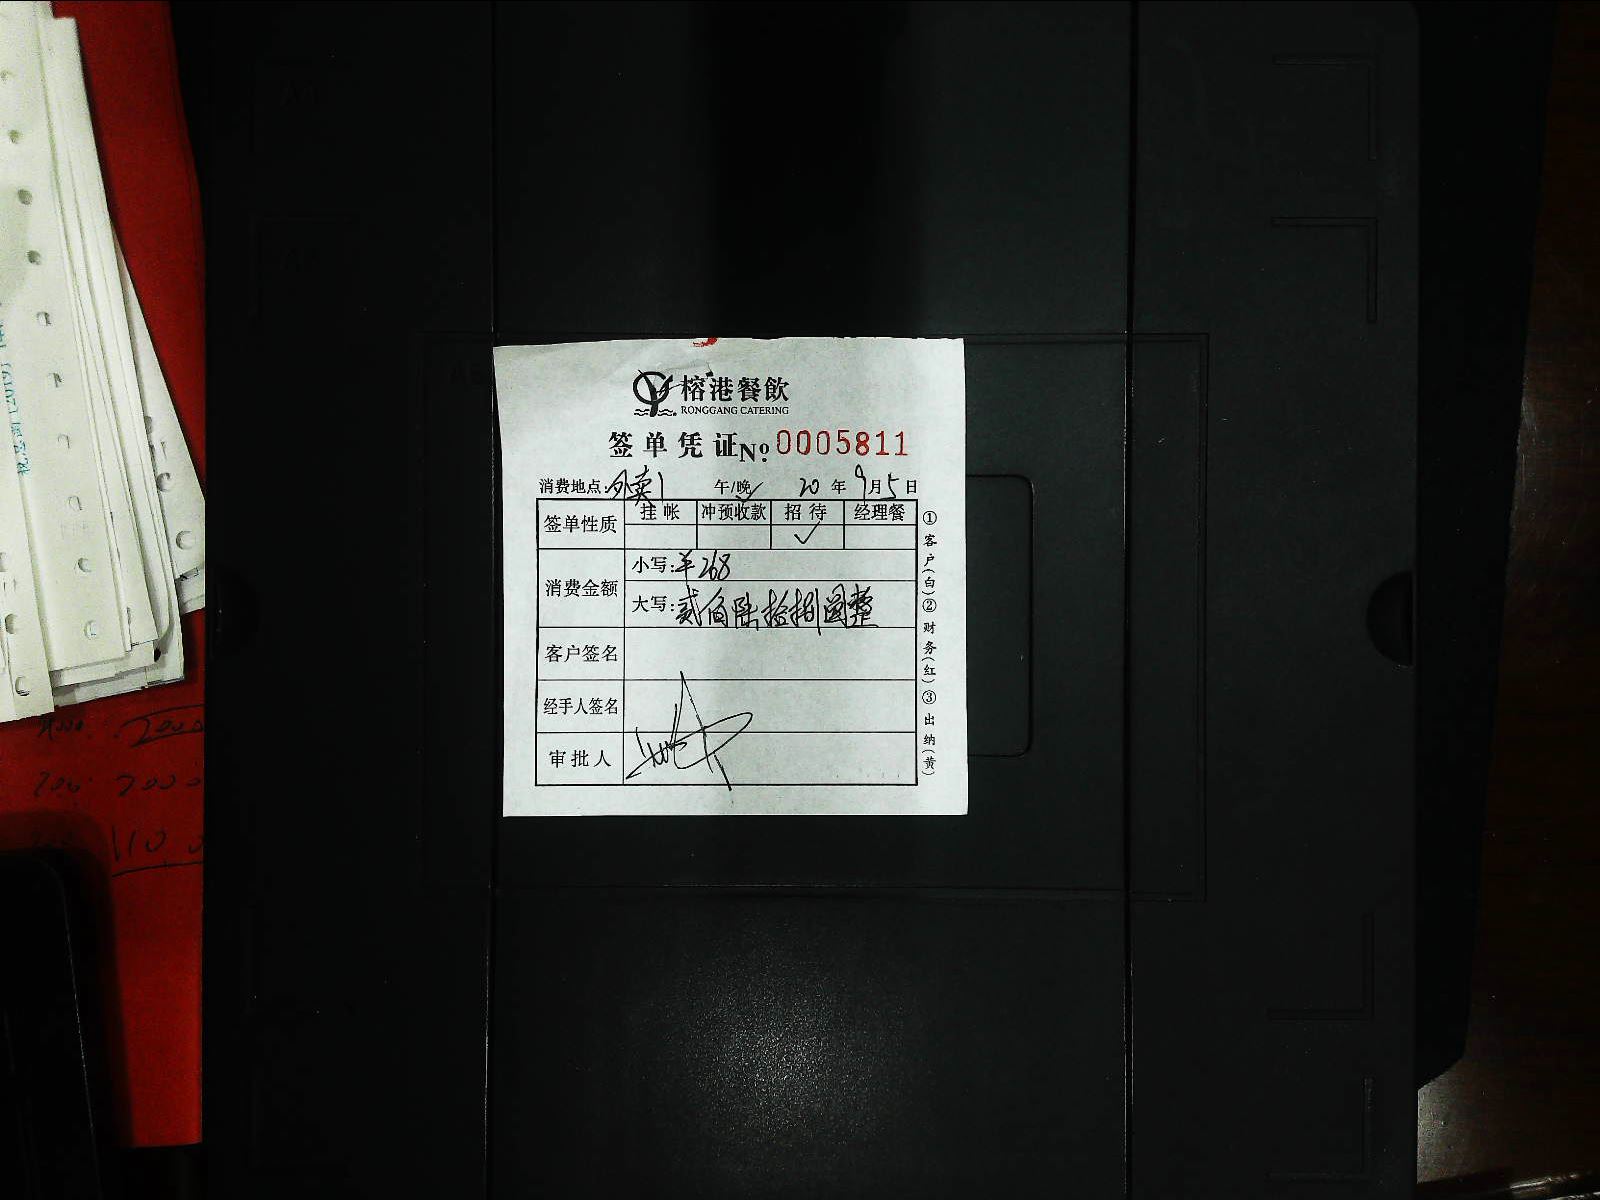 榕港餐飲
RONGGANG CATERING
签单凭证 No. 0005811
消费地点: 外卖1 午/晚✓ 20 年 9 月 5 日
签单性质 挂帐 冲预收款 招待 经理餐
✓
消费金额 小写: ¥268
大写: 贰佰陆拾捌圆整
客户签名
经手人签名
审批人
①客户(白)②财务(红)③出纳(黄)